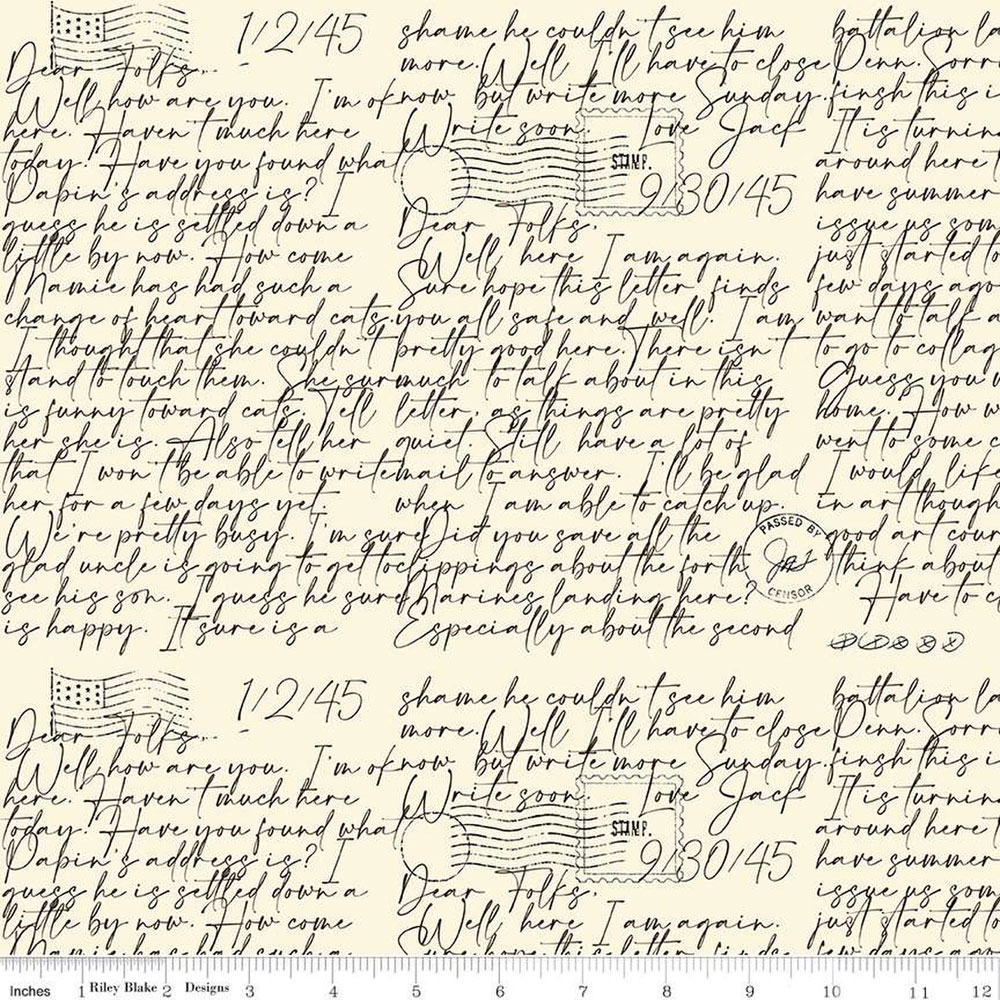 1/2/45
Dear Folks.
Well how are you. I'm ok
here. Haven't much here
today. Have you found what
Dapin's address is? I
guess he is settled down a
little by now. How come
Mamie has had such a
change of heart toward cats.
I thought that she couldn't
stand to touch them. She sur
is funny toward cats. Tell
her she is. Also tell her
that I won't be able to write
her for a few days yet.
We're pretty busy. I'm sure
glad uncle is going to get to
see his son. I guess he sure
is happy. It sure is a
shame he couldn't see him
more. Well I'll have to close
now but write more Sunday.
Write soon. Love Jack
STAMP.
9/30/45
Dear Folks.
Well, here I am again.
Sure hope this letter finds
you all safe and well. I am
pretty good here. There isn't
much to talk about in this
letter, as things are pretty
quiet. Still have a lot of
mail to answer. I'll be glad
when I am able to catch up.
Did you save all the
clippings about the forth
Marines landing here?
Especially about the second
PASSED BY
CENSOR
battalion la
Penn. Sorr
finsh this i
It is turnin
around here
have summer
issue us som
just started to
few days ago
want to talk a
to go to collag
Guess you w
home. How w
went to some c
I would lik
in art though
good art cour
think about
Have to c
1/2/45
Dear Folks.
Well how are you. I'm ok
here. Haven't much here
today. Have you found what
Dapin's address is? I
guess he is settled down a
little by now. How come
Mamie has had such a
shame he couldn't see him
more. Well I'll have to close
now but write more Sunday.
Write soon. Love Jack
STAMP.
9/30/45
Dear Folks.
Well, here I am again.
Sure hope this letter finds
battalion la
Penn. Sorr
finsh this i
It is turnin
around here
have summer
issue us som
just started to
few days ago
Inches 1 Riley Blake 2 Designs 3 4 5 6 7 8 9 10 11 12